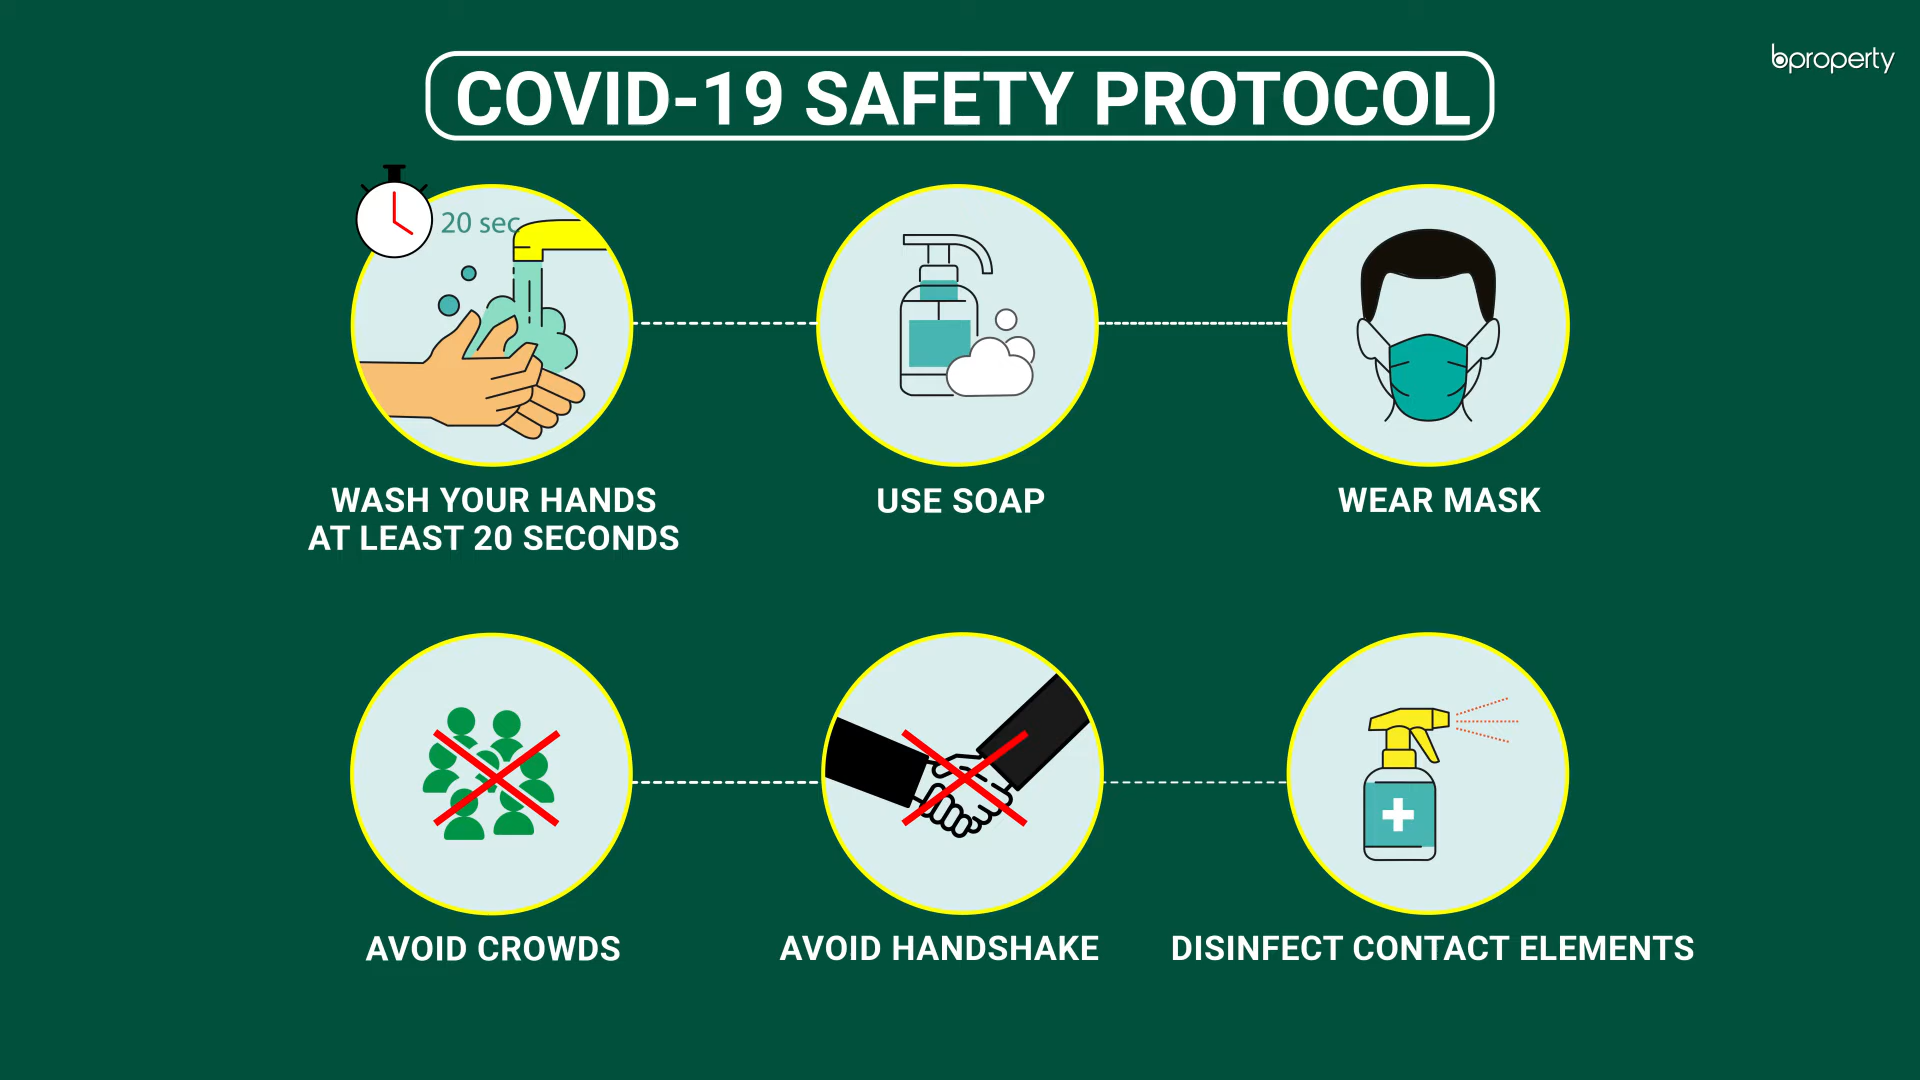 COVID-19 SAFETY PROTOCOL
bproperty
20 sec
WASH YOUR HANDS
AT LEAST 20 SECONDS
USE SOAP
WEAR MASK
AVOID CROWDS
AVOID HANDSHAKE
DISINFECT CONTACT ELEMENTS